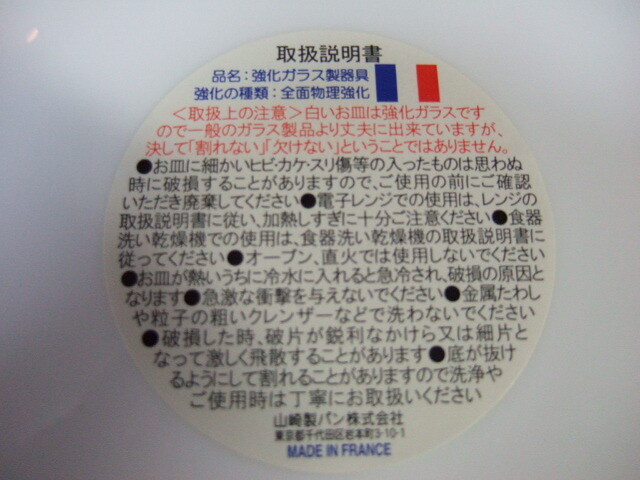 取扱説明書
品名：強化ガラス製器具
強化の種類：全面物理強化
＜取扱上の注意＞白いお皿は強化ガラスです
ので一般のガラス製品より丈夫に出来ていますが、
決して「割れない」「欠けない」ということではありません。
●お皿に細かいヒビ・カケ・スリ傷等の入ったものは思わぬ
時に破損することがありますので、ご使用の前にご確認
いただき廃棄してください●電子レンジでの使用は、レンジの
取扱説明書に従い、加熱しすぎに十分ご注意ください●食器
洗い乾燥機での使用は、食器洗い乾燥機の取扱説明書に
従ってください●オーブン、直火では使用しないでください
●お皿が熱いうちに冷水に入れると急冷され、破損の原因と
なります●急激な衝撃を与えないでください●金属たわし
や粒子の粗いクレンザーなどで洗わないでください
●破損した時、破片が鋭利なかけら又は細片と
なって激しく飛散することがあります●底が抜け
るようにして割れることがありますので洗浄や
ご使用時は丁寧にお取扱いください
山崎製パン株式会社
東京都千代田区岩本町3-10-1
MADE IN FRANCE